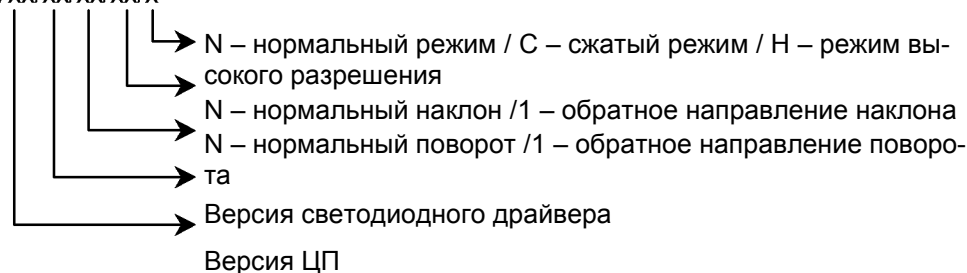 N – нормальный режим / C – сжатый режим / H – режим вы-
сокого разрешения
N – нормальный наклон /1 – обратное направление наклона
N – нормальный поворот /1 – обратное направление поворо-
та
Версия светодиодного драйвера
Версия ЦП